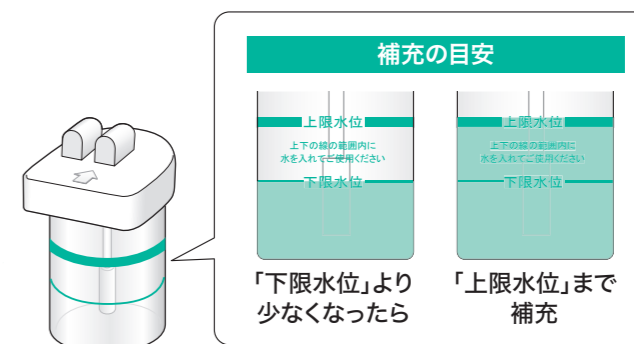 補充の目安
上限水位
上下の線の範囲内に
水を入れてご使用ください
下限水位
上限水位
上下の線の範囲内に
水を入れてご使用ください
下限水位
「下限水位」より
少なくなったら
「上限水位」まで
補充